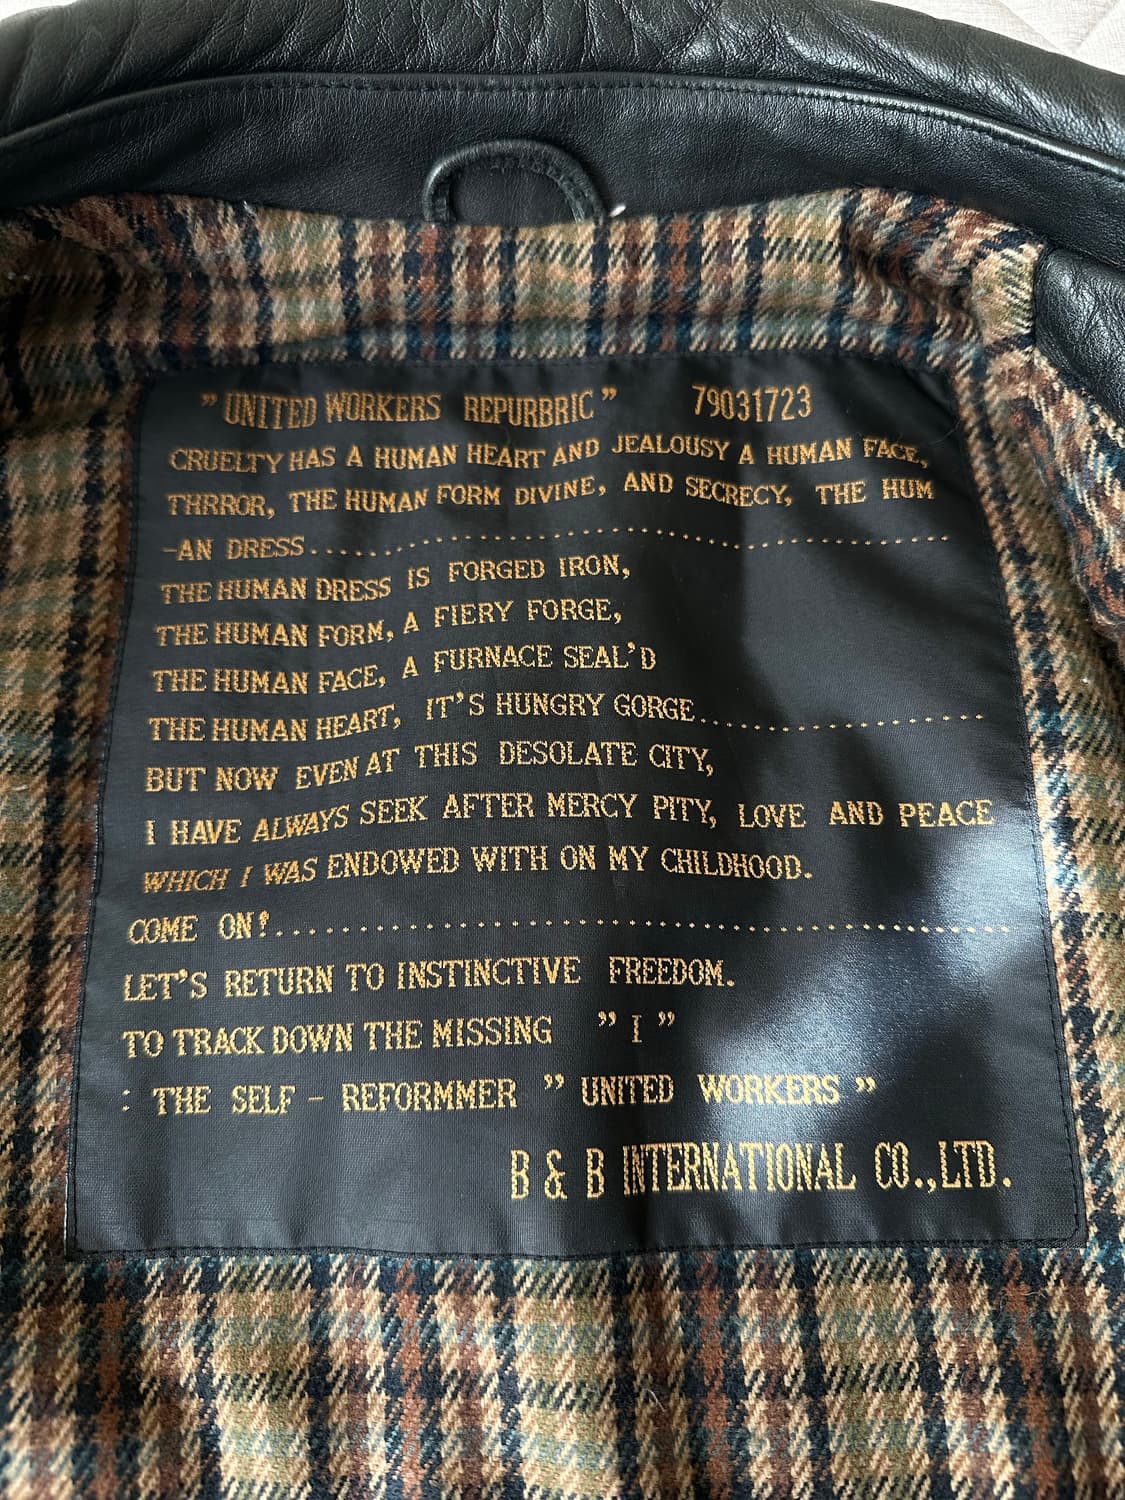 ” UNITED WORKERS REPURBRIC ” 79031723
CRUELTY HAS A HUMAN HEART AND JEALOUSY A HUMAN FACE,
THRROR, THE HUMAN FORM DIVINE, AND SECRECY, THE HUM
-AN DRESS..........................................
THE HUMAN DRESS IS FORGED IRON,
THE HUMAN FORM, A FIERY FORGE,
THE HUMAN FACE, A FURNACE SEAL’D
THE HUMAN HEART, IT’S HUNGRY GORGE..................
BUT NOW EVEN AT THIS DESOLATE CITY,
I HAVE ALWAYS SEEK AFTER MERCY PITY, LOVE AND PEACE
WHICH I WAS ENDOWED WITH ON MY CHILDHOOD.
COME ON!..........................................
LET’S RETURN TO INSTINCTIVE FREEDOM.
TO TRACK DOWN THE MISSING ” I ”
: THE SELF - REFORMMER ” UNITED WORKERS ”
B & B INTERNATIONAL CO.,LTD.